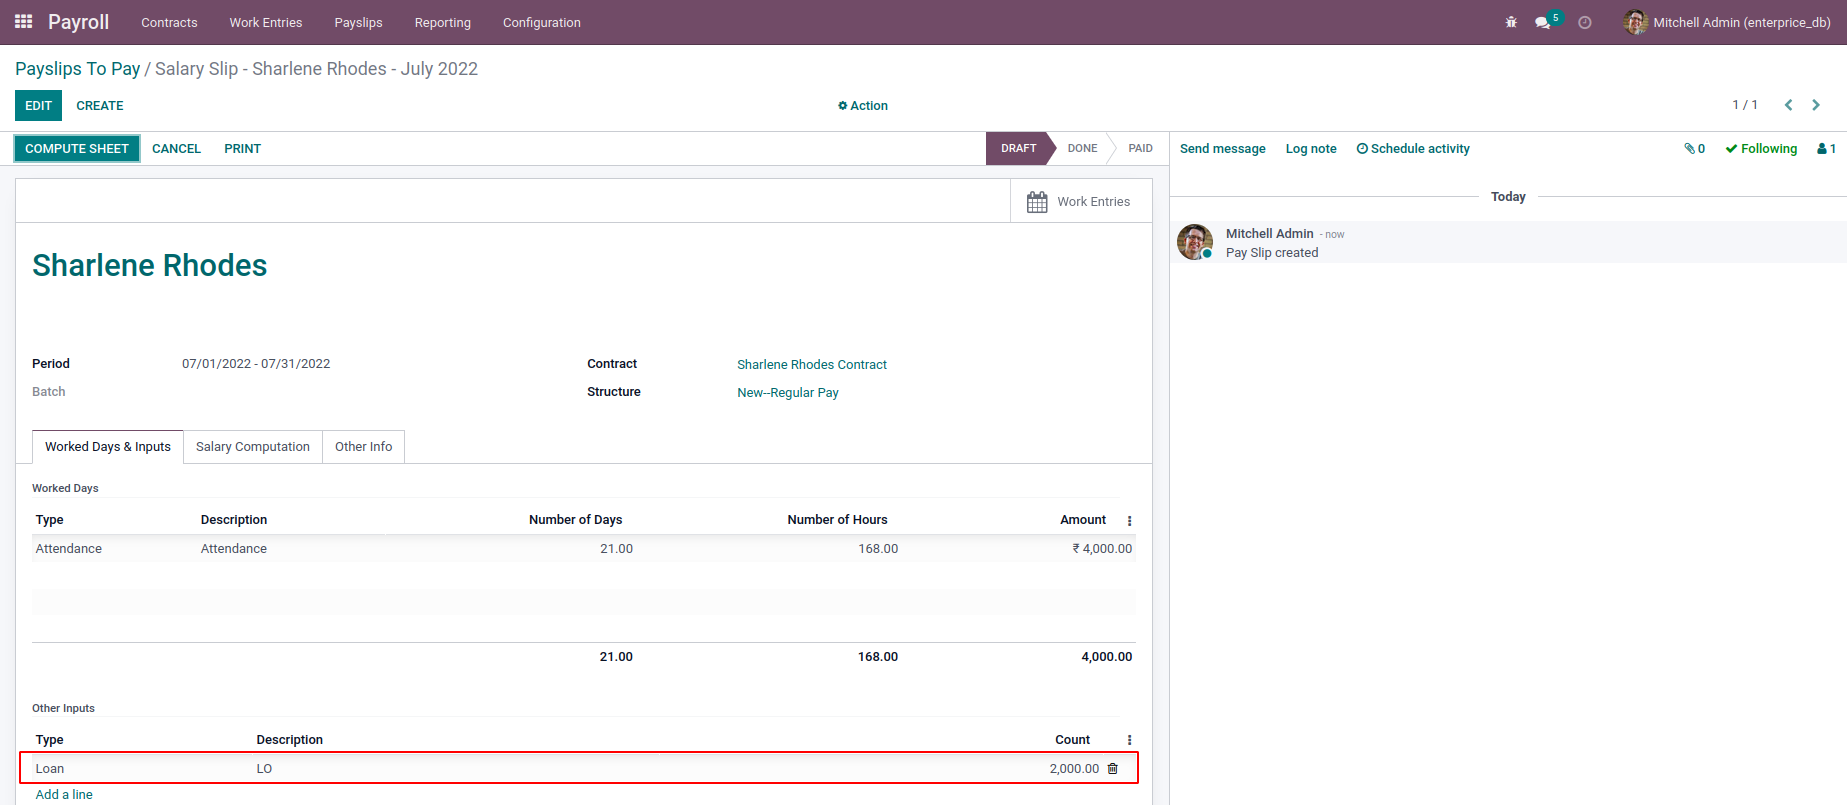 Payroll Contracts Work Entries Payslips Reporting Configuration 5 Mitchell Admin (enterprice_db)
Payslips To Pay / Salary Slip - Sharlene Rhodes - July 2022
EDIT CREATE Action 1 / 1
COMPUTE SHEET CANCEL PRINT DRAFT DONE PAID Send message Log note Schedule activity 0 Following 1
Work Entries
Today
Mitchell Admin - now
Pay Slip created
Sharlene Rhodes
Period 07/01/2022 - 07/31/2022 Contract Sharlene Rhodes Contract
Batch Structure New--Regular Pay
Worked Days & Inputs Salary Computation Other Info
Worked Days
Type Description Number of Days Number of Hours Amount
Attendance Attendance 21.00 168.00 ₹ 4,000.00
21.00 168.00 4,000.00
Other Inputs
Type Description Count
Loan LO 2,000.00
Add a line